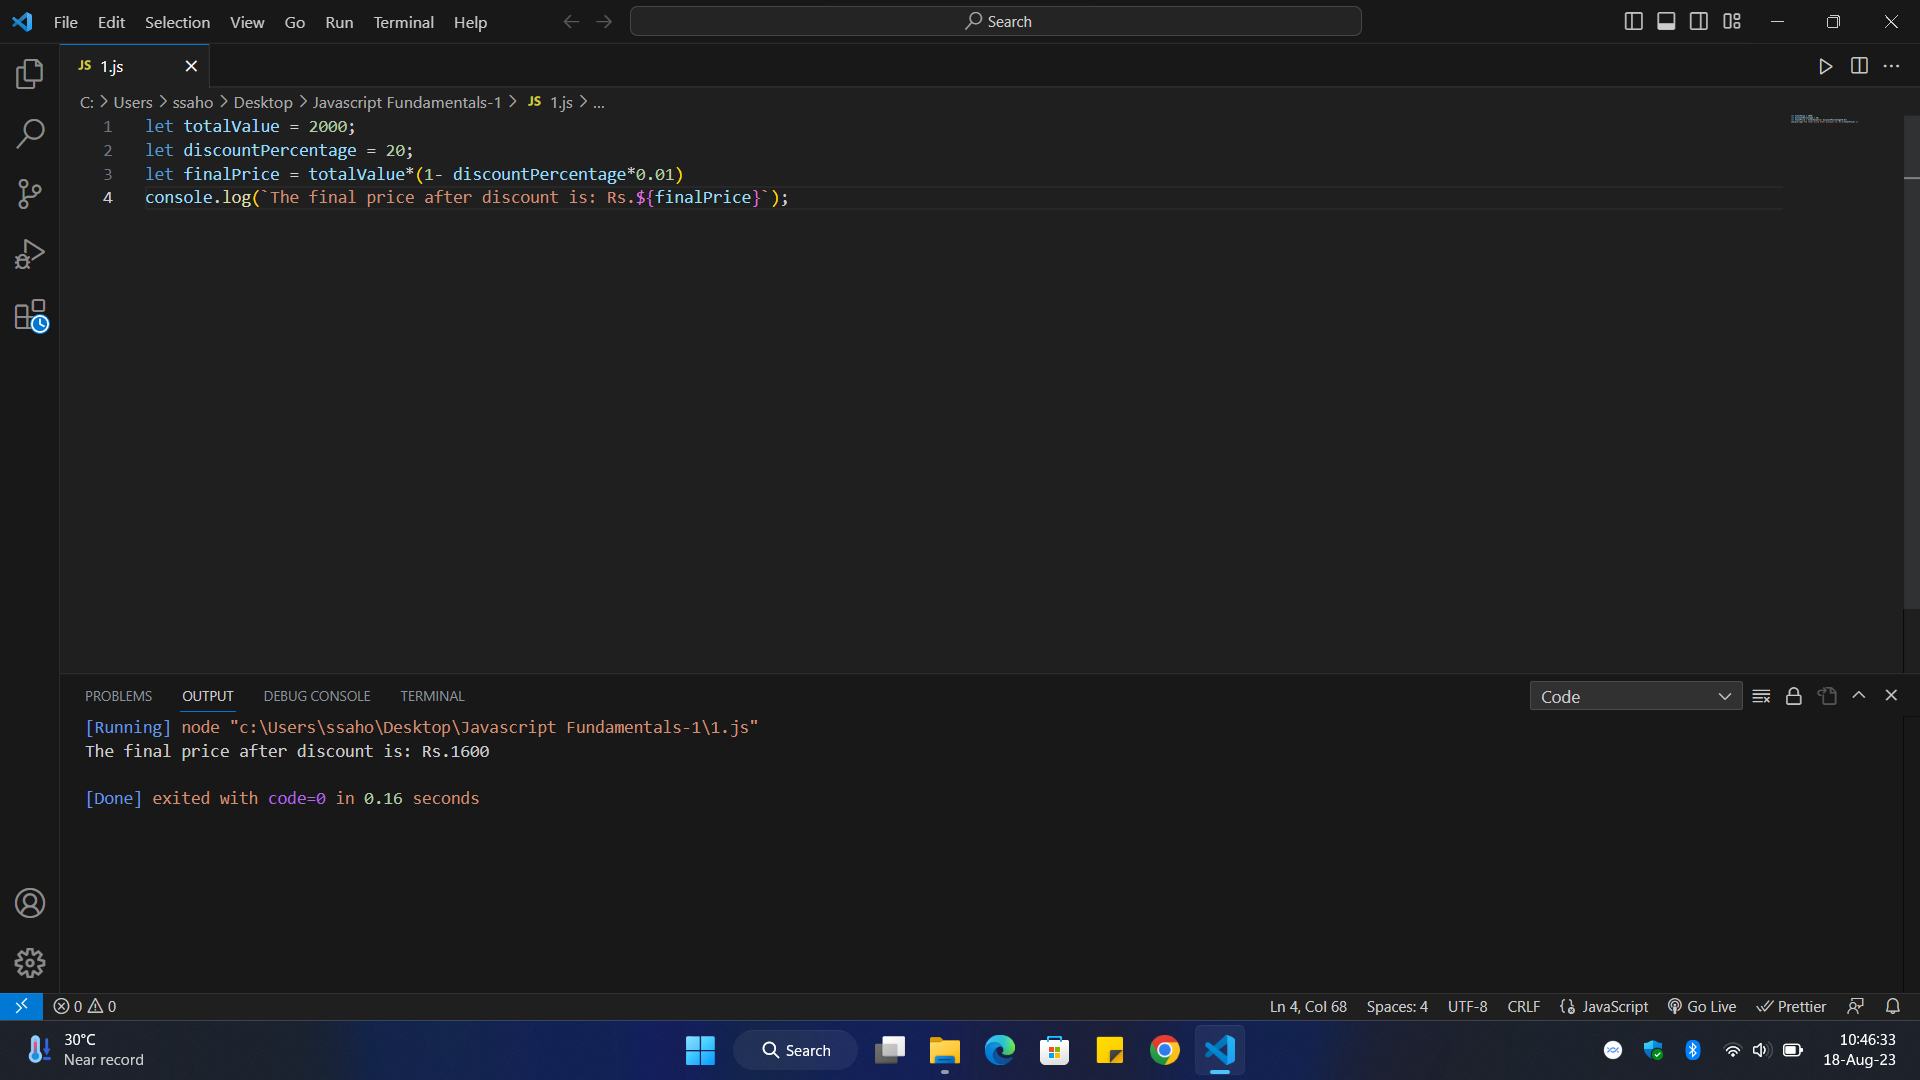 File Edit Selection View Go Run Terminal Help Search
JS 1.js
C: > Users > ssaho > Desktop > Javascript Fundamentals-1 > JS 1.js > ...
1 let totalValue = 2000;
2 let discountPercentage = 20;
3 let finalPrice = totalValue*(1- discountPercentage*0.01)
4 console.log(`The final price after discount is: Rs.${finalPrice}`);
PROBLEMS OUTPUT DEBUG CONSOLE TERMINAL Code
[Running] node "c:\Users\ssaho\Desktop\Javascript Fundamentals-1\1.js"
The final price after discount is: Rs.1600
[Done] exited with code=0 in 0.16 seconds
0 0 Ln 4, Col 68 Spaces: 4 UTF-8 CRLF JavaScript Go Live Prettier
30°C
Near record
Search
10:46:33
18-Aug-23